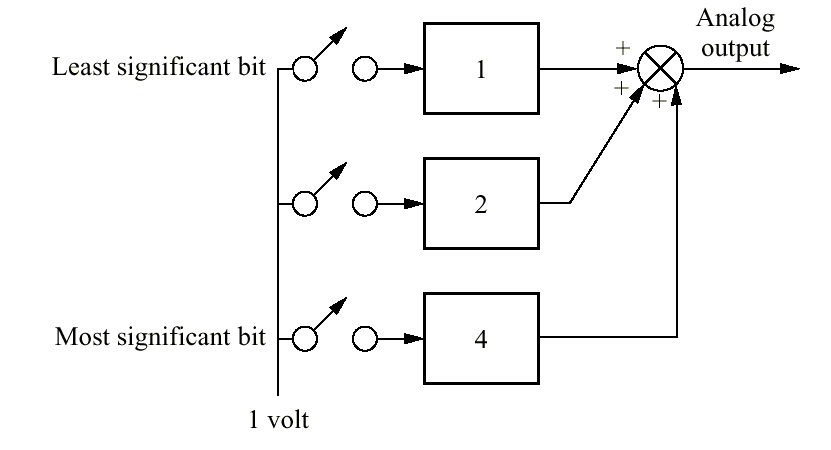 Analog
output
Least significant bit
1
+
+
+
2
Most significant bit
4
1 volt